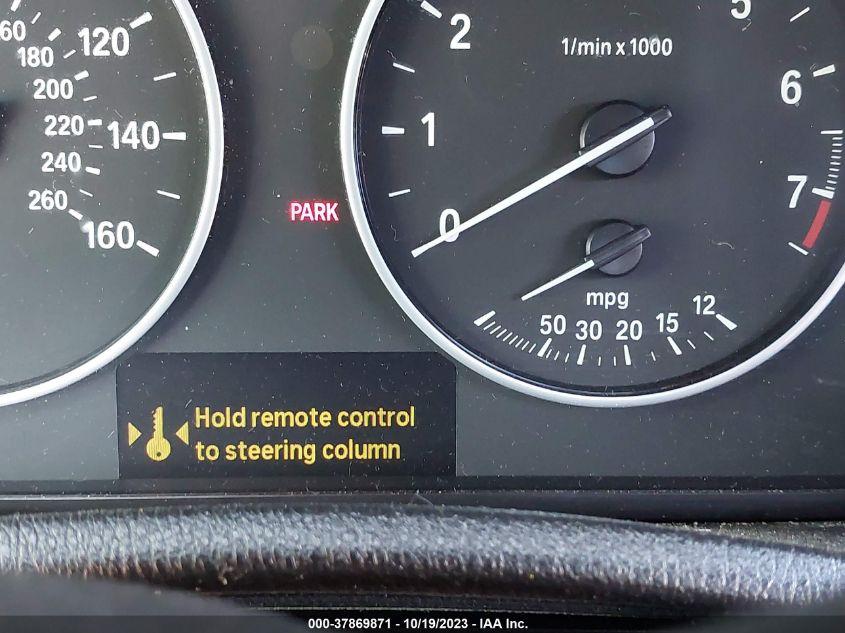 60
180
200
220
240
260
120
140
160
PARK
0
1
2
5
6
7
1/min x 1000
mpg
50 30 20 15 12
Hold remote control
to steering column
000-37869871 - 10/19/2023 - IAA Inc.